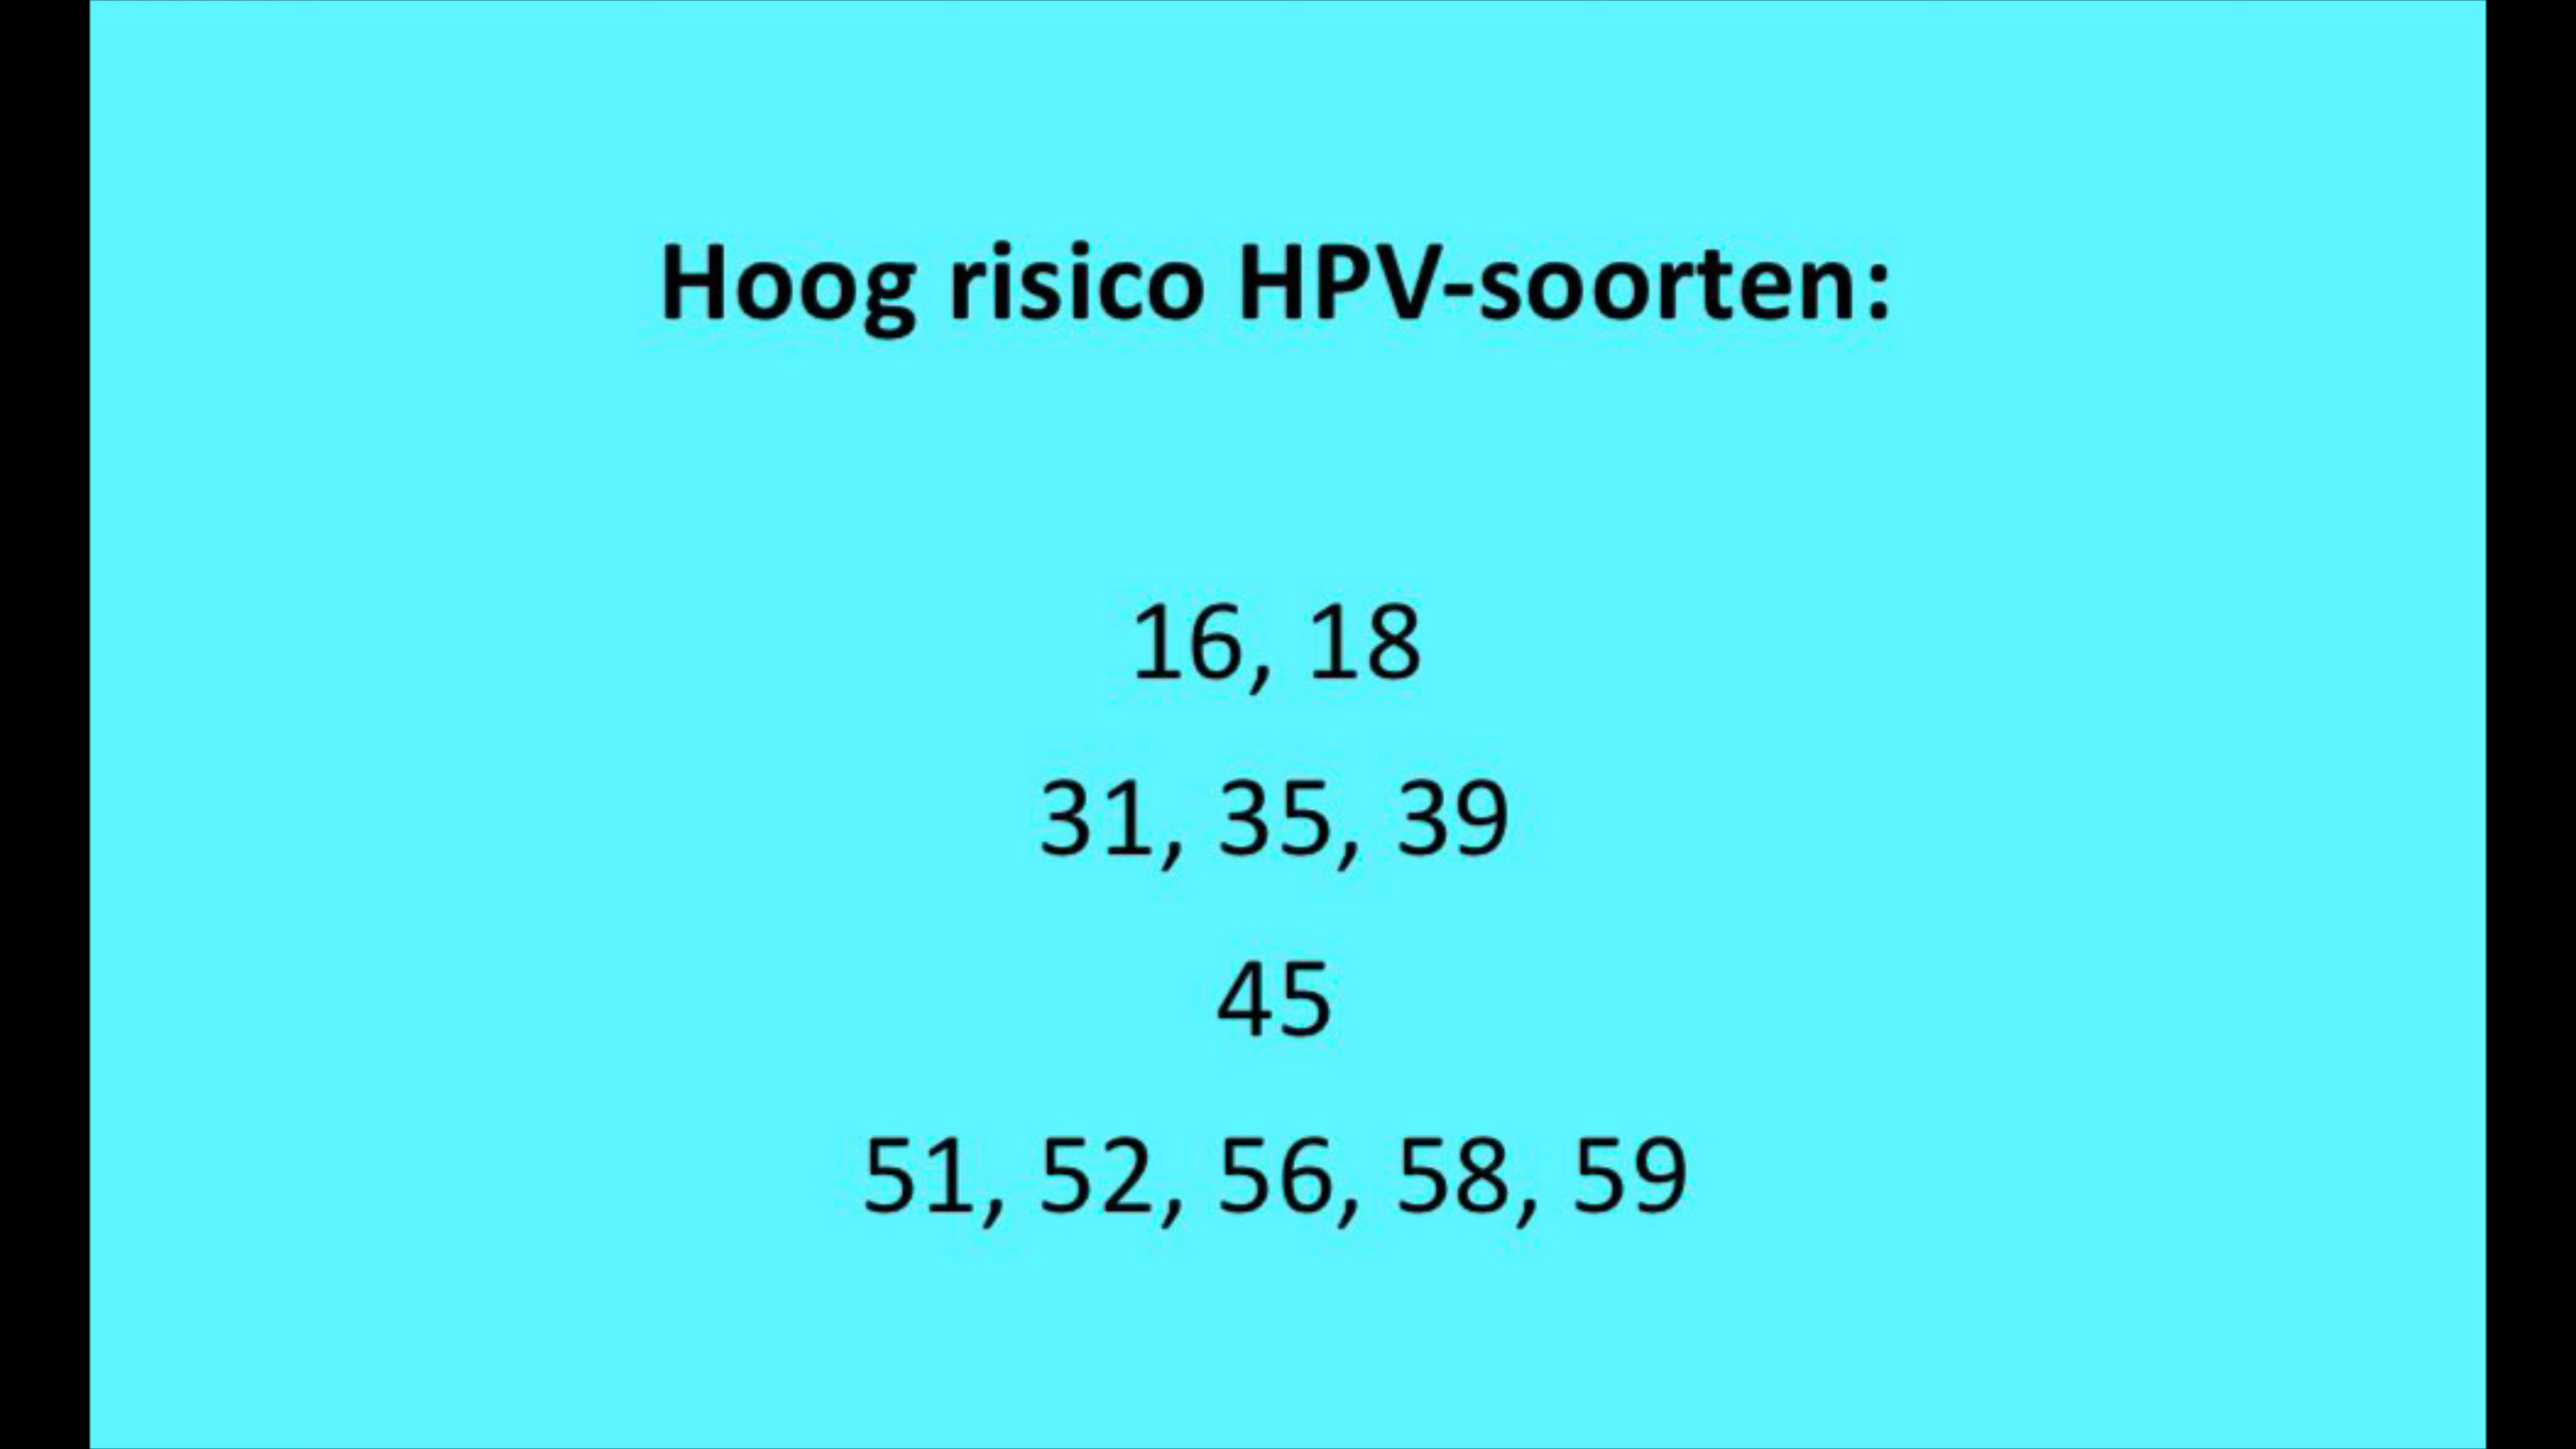 Hoog risico HPV-soorten:
16, 18
31, 35, 39
45
51, 52, 56, 58, 59